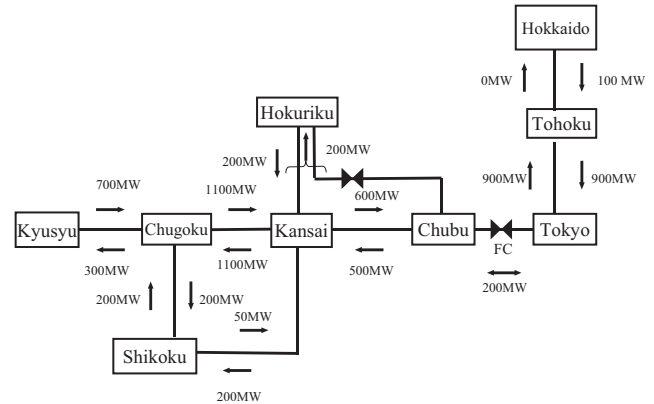 Hokkaido
0MW
100 MW
Tohoku
Hokuriku
200MW
200MW
900MW
900MW
700MW
1100MW
600MW
Kyusyu
Chugoku
Kansai
Chubu
FC
Tokyo
300MW
1100MW
500MW
200MW
200MW
200MW
50MW
Shikoku
200MW